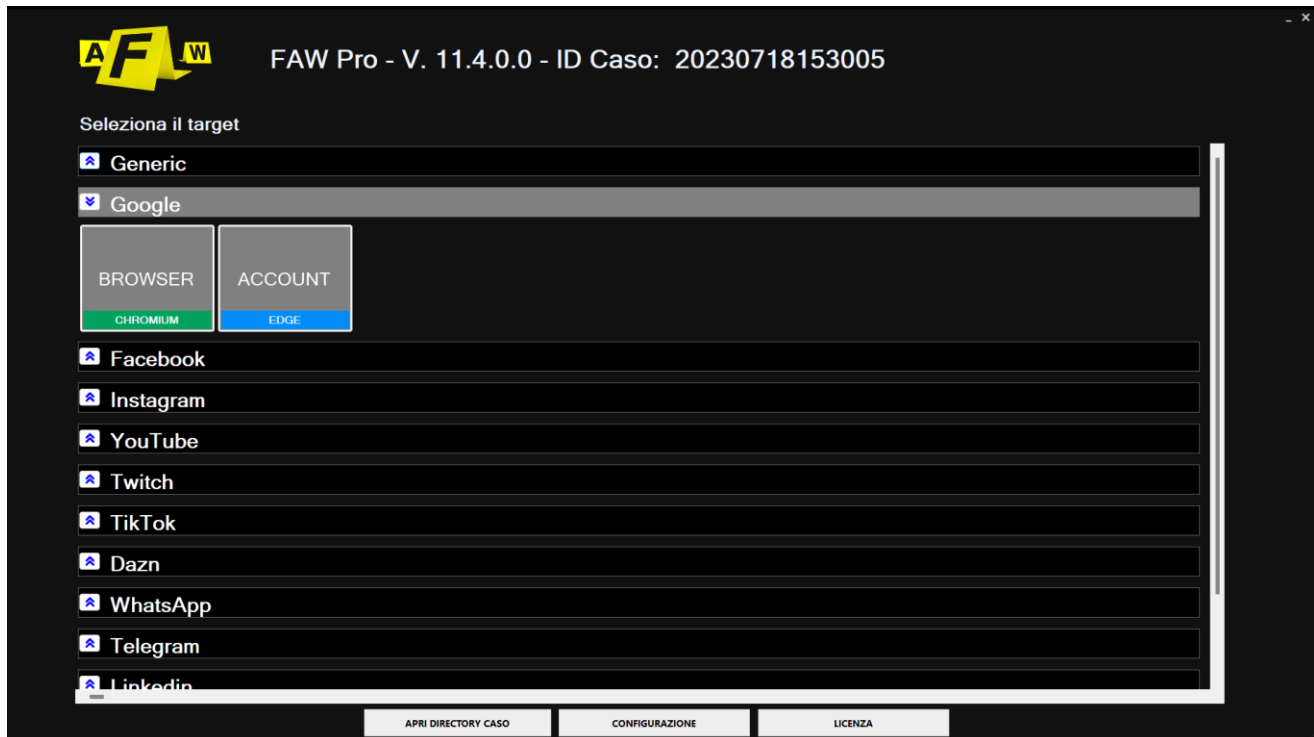 A F W
FAW Pro - V. 11.4.0.0 - ID Caso: 20230718153005
Seleziona il target
Generic
Google
BROWSER ACCOUNT
CHROMIUM EDGE
Facebook
Instagram
YouTube
Twitch
TikTok
Dazn
WhatsApp
Telegram
Linkedin
APRI DIRECTORY CASO CONFIGURAZIONE LICENZA